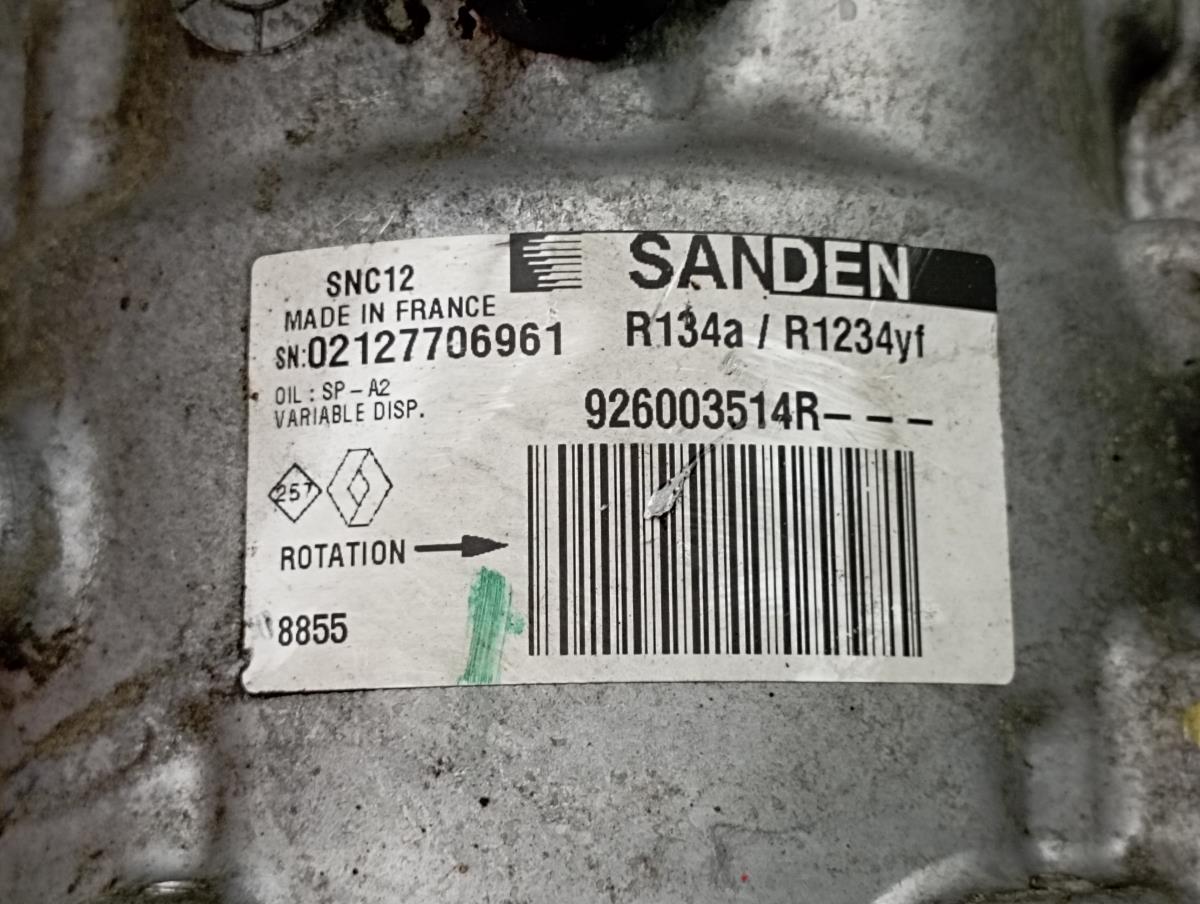 SNC12
MADE IN FRANCE
SN:02127706961
OIL : SP-A2
VARIABLE DISP.
SANDEN
R134a / R1234yf
926003514R---
257
ROTATION
8855